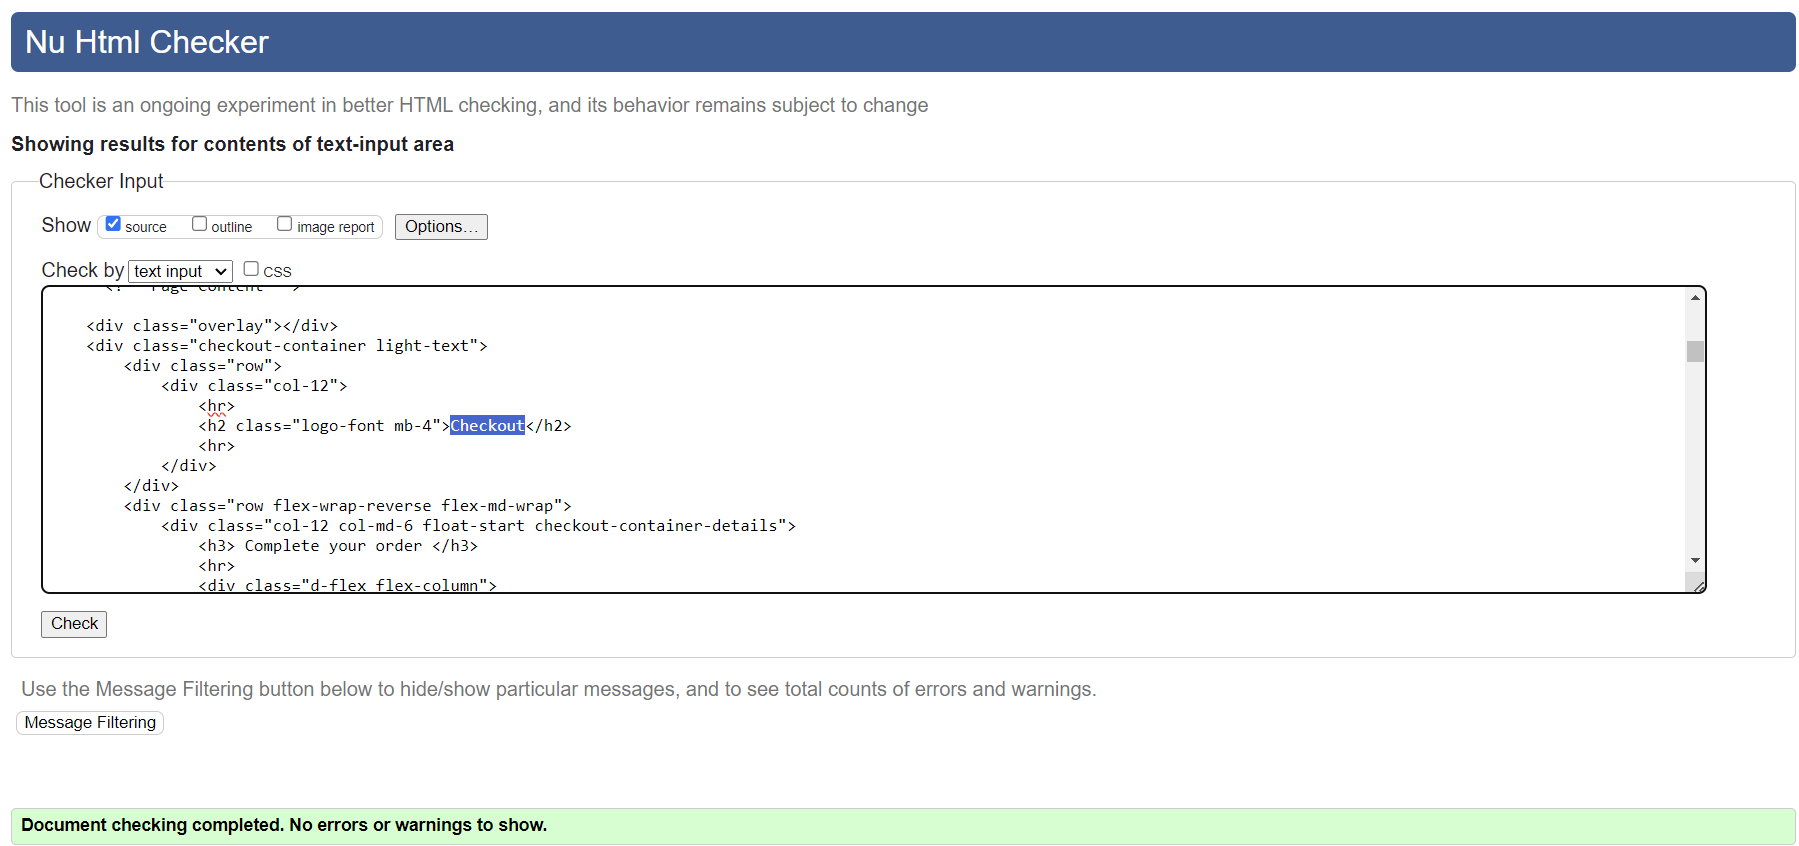 Nu Html Checker
This tool is an ongoing experiment in better HTML checking, and its behavior remains subject to change
Showing results for contents of text-input area
Checker Input
Show source outline image report Options...
Check by text input CSS
<!-- Page Content -->
<div class="overlay"></div>
<div class="checkout-container light-text">
<div class="row">
<div class="col-12">
<hr>
<h2 class="logo-font mb-4">Checkout</h2>
<hr>
</div>
</div>
<div class="row flex-wrap-reverse flex-md-wrap">
<div class="col-12 col-md-6 float-start checkout-container-details">
<h3> Complete your order </h3>
<hr>
<div class="d-flex flex-column">
Check
Use the Message Filtering button below to hide/show particular messages, and to see total counts of errors and warnings.
Message Filtering
Document checking completed. No errors or warnings to show.